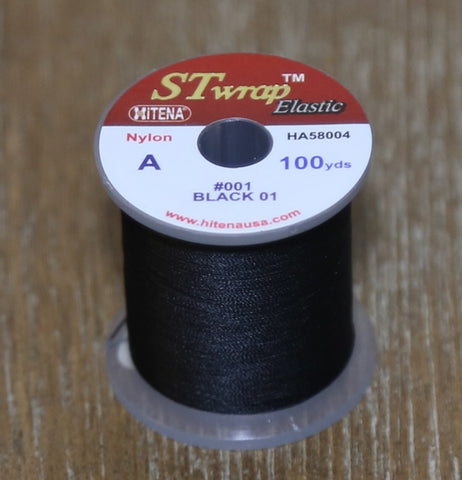 STwrap™
Elastic
HITENA
Nylon HA58004
A 100yds
#001
BLACK 01
www.hitenausa.com